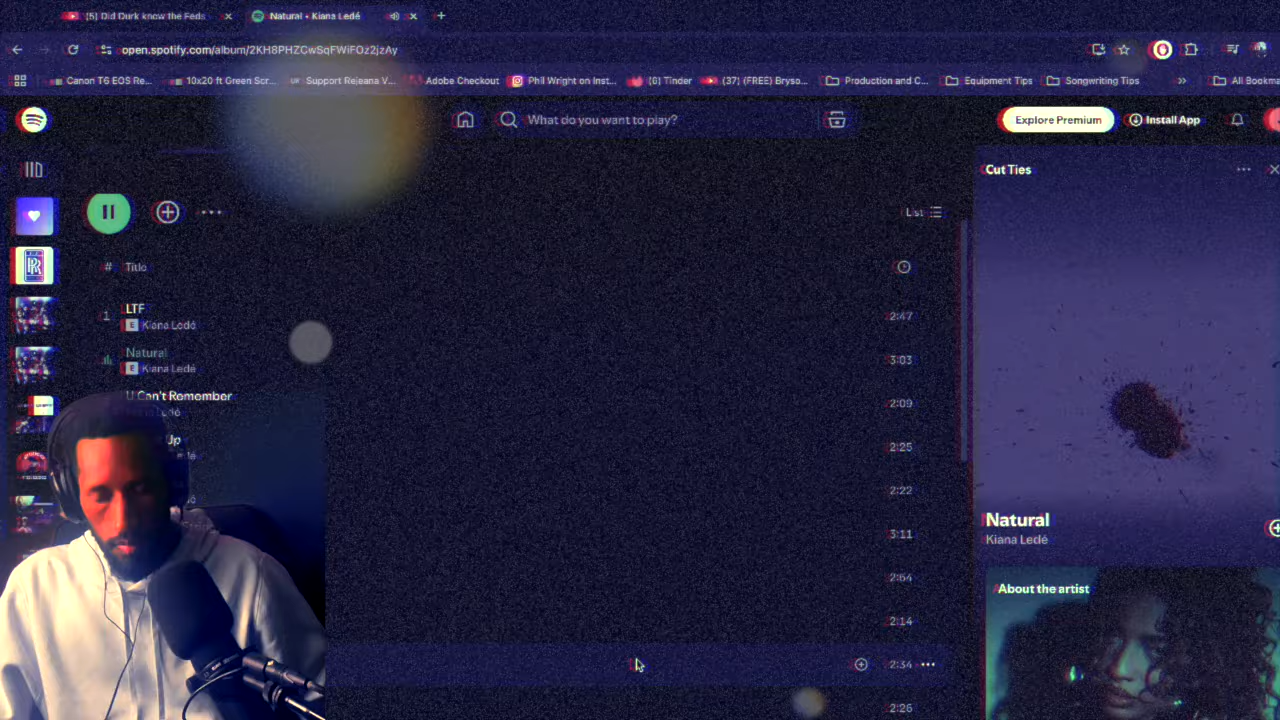 (5) Did Durk know the Feds
Natural • Kiana Ledé
open.spotify.com/album/2KH8PHZCwSqFWiFOz2jzAy
Canon T6 EOS Re...
10x20 ft Green Scr...
Support Rejeana V...
Adobe Checkout
Phil Wright on Inst...
(0) Tinder
(37) (FREE) Bryso...
Production and C...
Equipment Tips
Songwriting Tips
»
All Bookma
What do you want to play?
Explore Premium
Install App
Cut Ties
List
# Title
1 LTF 2:47
E Kiana Ledé
Natural 3:03
E Kiana Ledé
U Can't Remember 2:09
Up 2:25
2:22
3:11
2:54
2:14
2:34
2:26
Natural
Kiana Ledé
About the artist